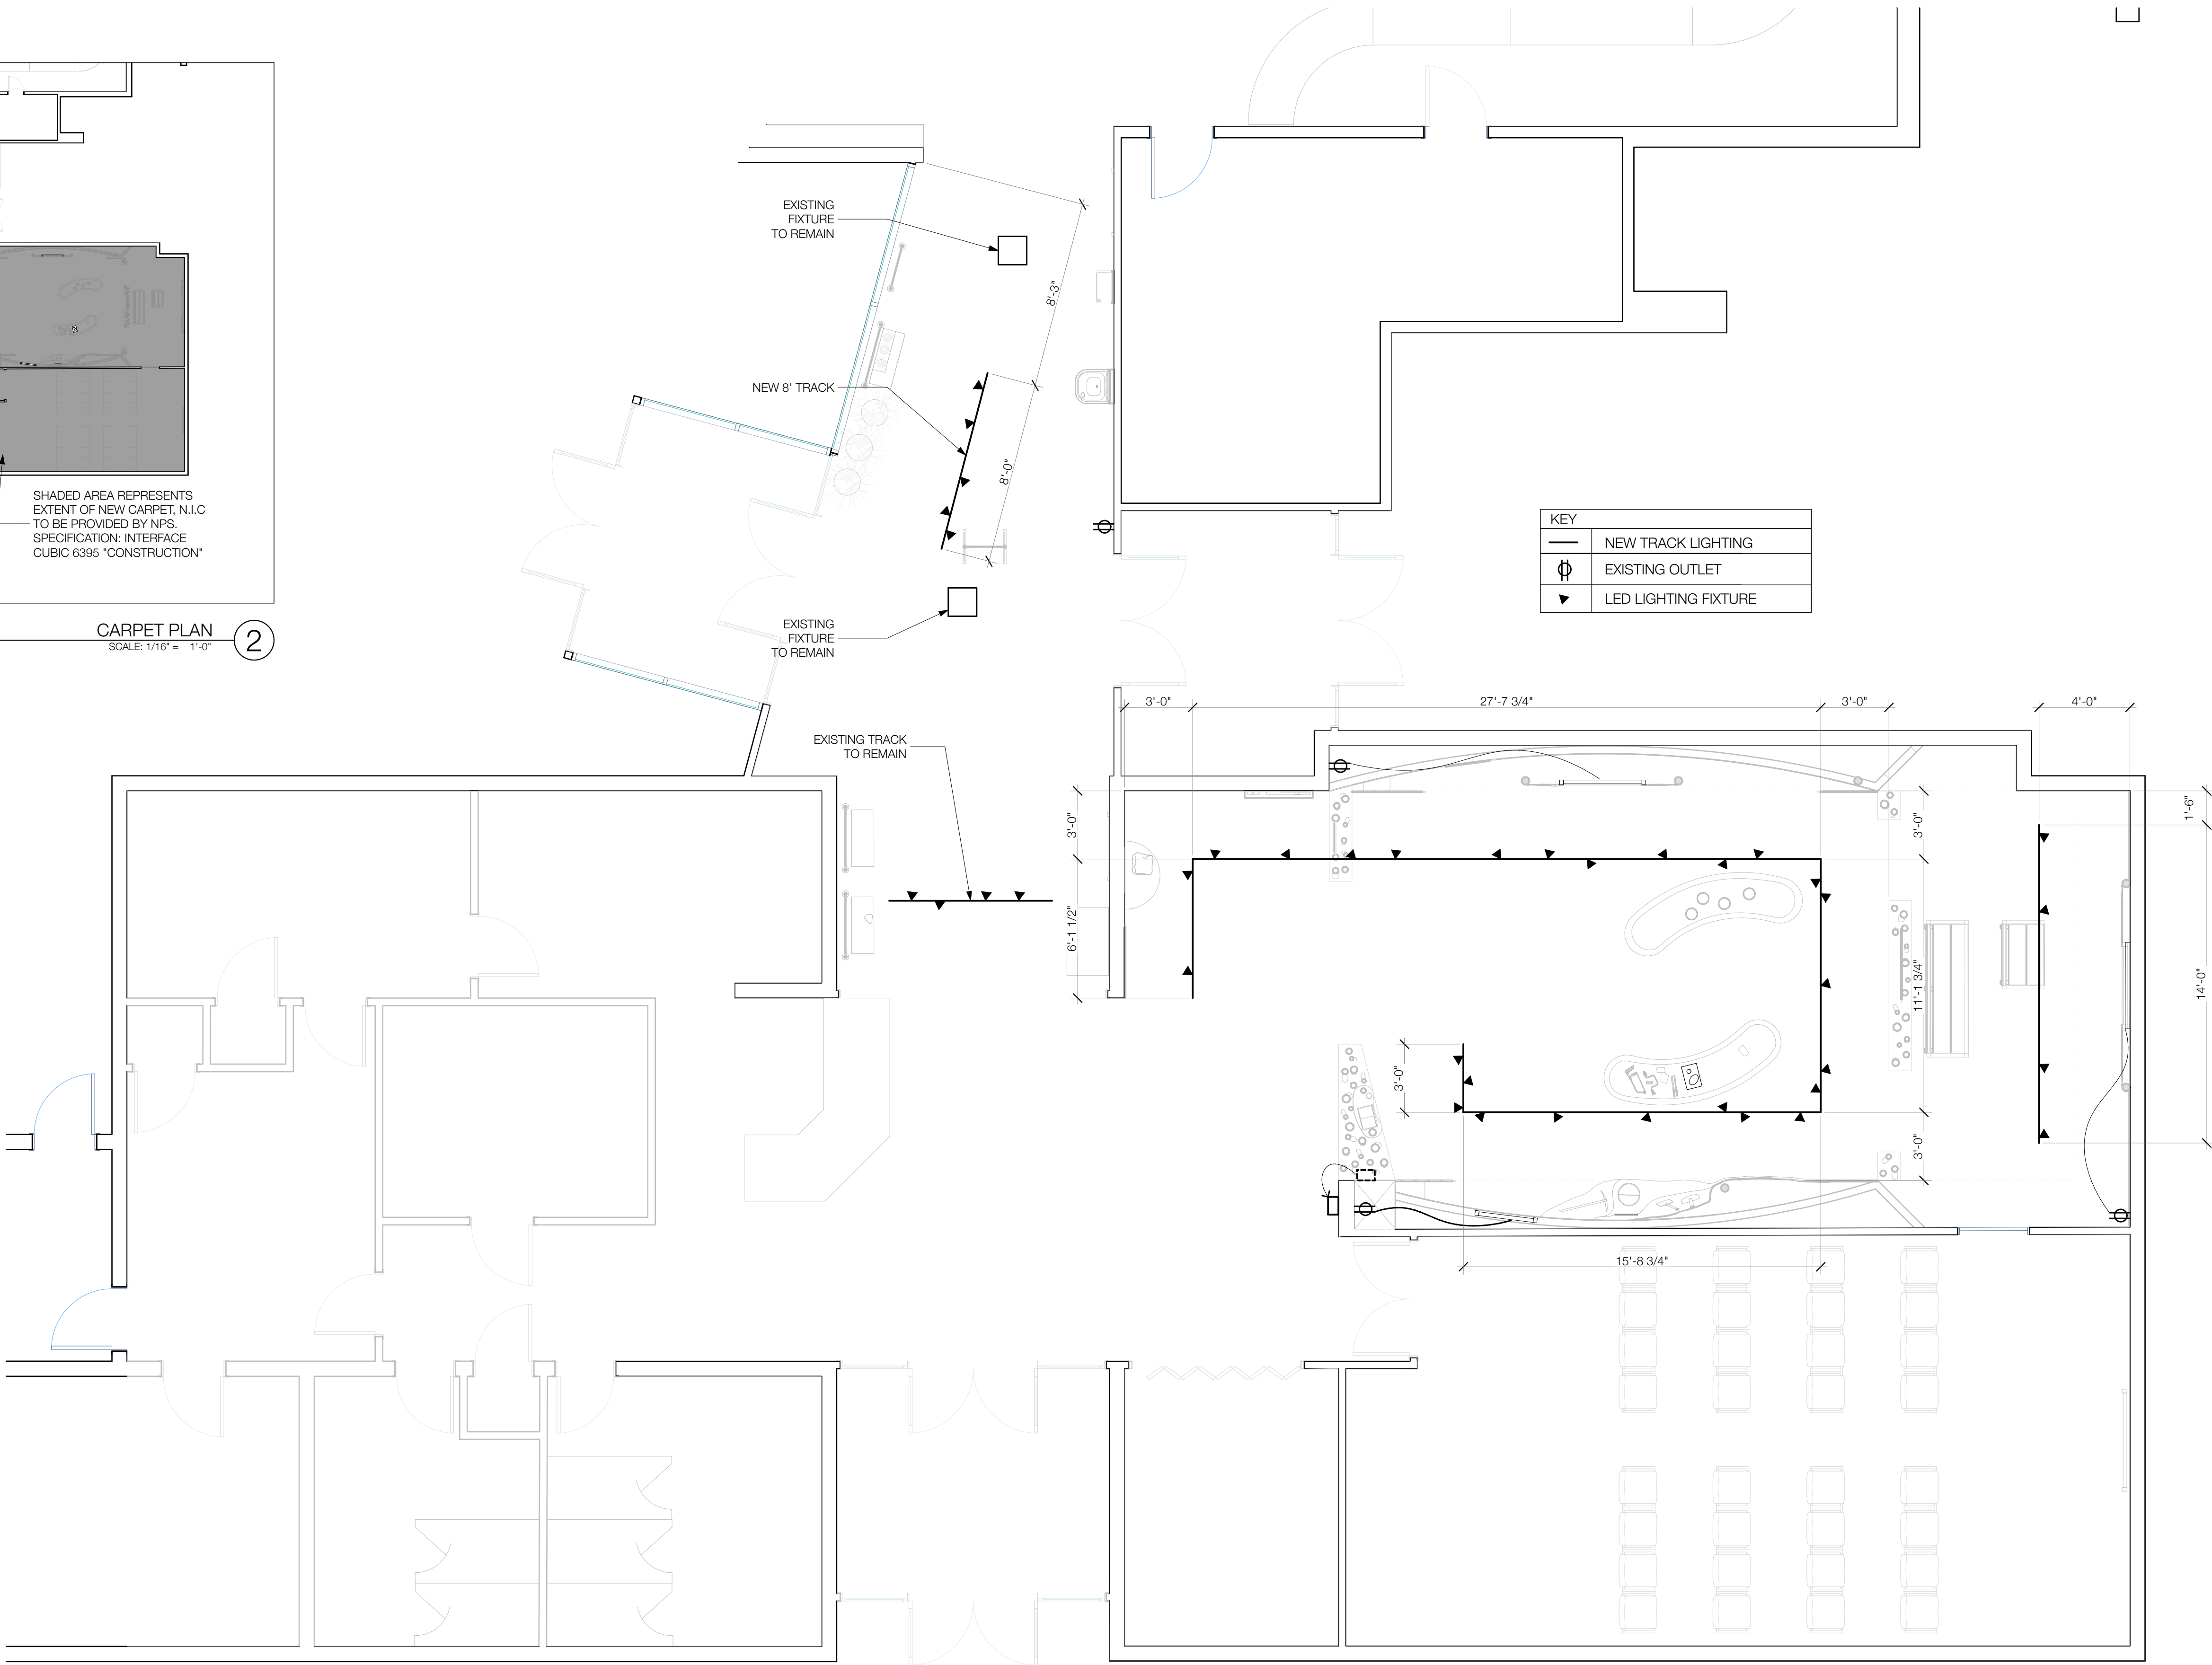 EXISTING
FIXTURE
TO REMAIN
8'-3"
NEW 8' TRACK
8'-0"
SHADED AREA REPRESENTS
EXTENT OF NEW CARPET, N.I.C
TO BE PROVIDED BY NPS.
SPECIFICATION: INTERFACE
CUBIC 6395 "CONSTRUCTION"
KEY
NEW TRACK LIGHTING
EXISTING OUTLET
LED LIGHTING FIXTURE
CARPET PLAN
SCALE: 1/16" = 1'-0"
2
EXISTING
FIXTURE
TO REMAIN
3'-0"
27'-7 3/4"
3'-0"
4'-0"
EXISTING TRACK
TO REMAIN
1'-6"
3'-0"
3'-0"
6'-1 1/2"
11'-1 3/4"
14'-0"
3'-0"
3'-0"
15'-8 3/4"